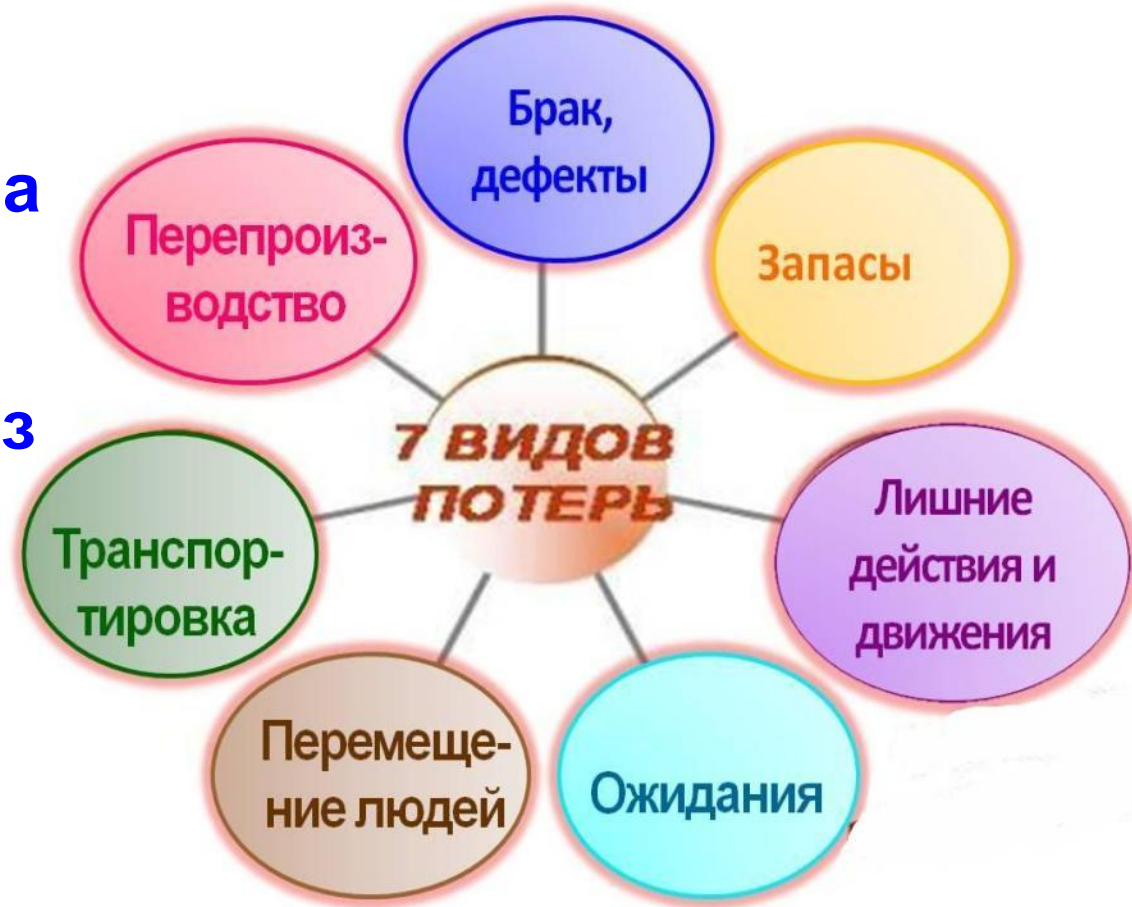 Брак,
дефекты
а
Перепроиз-
водство
Запасы
з
7 ВИДОВ
ПОТЕРЬ
Лишние
действия и
движения
Транспор-
тировка
Перемеще-
ние людей
Ожидания